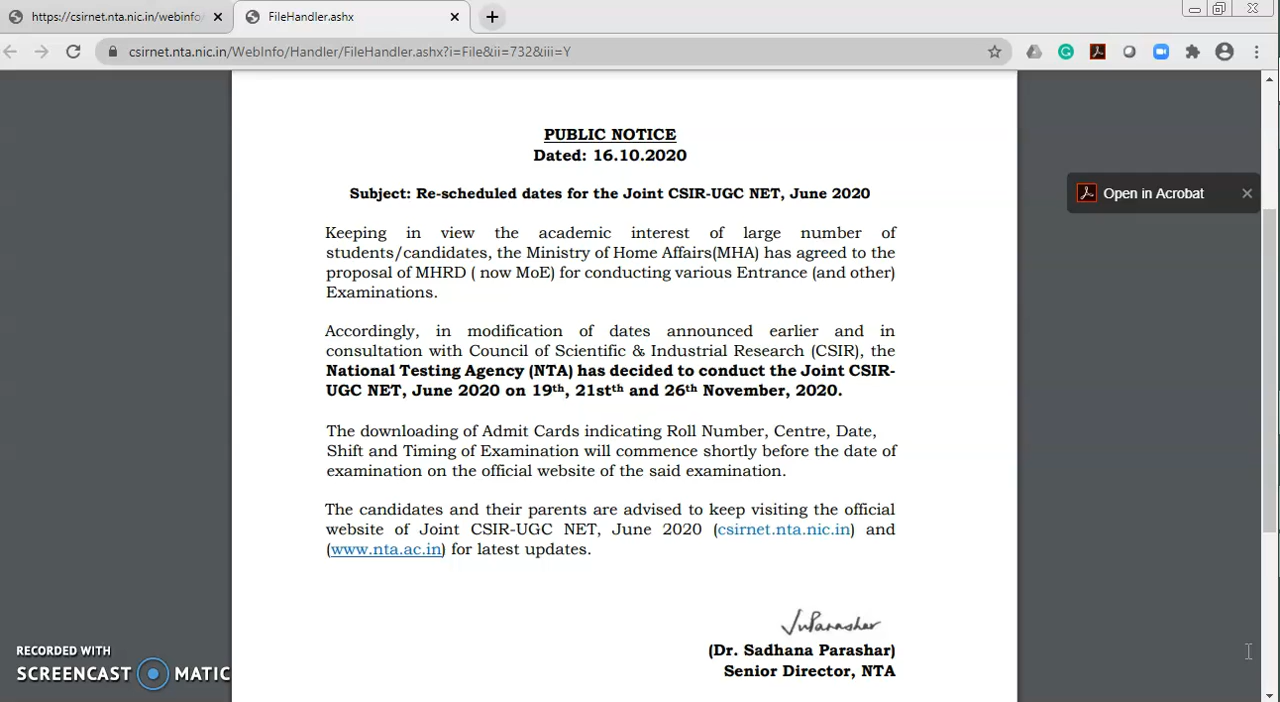 https://csirnet.nta.nic.in/webinfo/
FileHandler.ashx
csirnet.nta.nic.in/WebInfo/Handler/FileHandler.ashx?i=File&ii=732&iii=Y
PUBLIC NOTICE
Dated: 16.10.2020
Subject: Re-scheduled dates for the Joint CSIR-UGC NET, June 2020
Open in Acrobat
Keeping in view the academic interest of large number of
students/candidates, the Ministry of Home Affairs(MHA) has agreed to the
proposal of MHRD ( now MoE) for conducting various Entrance (and other)
Examinations.
Accordingly, in modification of dates announced earlier and in
consultation with Council of Scientific & Industrial Research (CSIR), the
National Testing Agency (NTA) has decided to conduct the Joint CSIR-
UGC NET, June 2020 on 19th, 21stth and 26th November, 2020.
The downloading of Admit Cards indicating Roll Number, Centre, Date,
Shift and Timing of Examination will commence shortly before the date of
examination on the official website of the said examination.
The candidates and their parents are advised to keep visiting the official
website of Joint CSIR-UGC NET, June 2020 (csirnet.nta.nic.in) and
(www.nta.ac.in) for latest updates.
(Dr. Sadhana Parashar)
Senior Director, NTA
RECORDED WITH
SCREENCAST MATIC